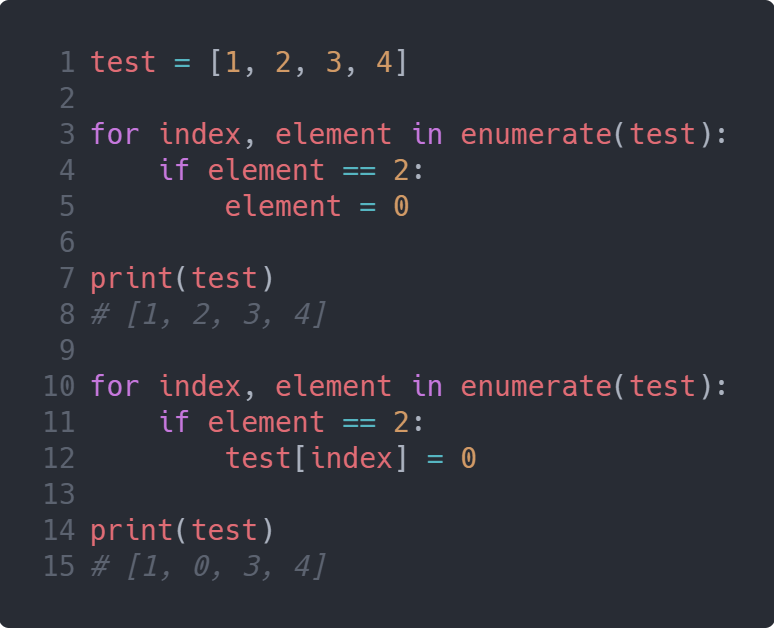 1 test = [1, 2, 3, 4]
2
3 for index, element in enumerate(test):
4     if element == 2:
5         element = 0
6
7 print(test)
8 # [1, 2, 3, 4]
9
10 for index, element in enumerate(test):
11     if element == 2:
12         test[index] = 0
13
14 print(test)
15 # [1, 0, 3, 4]